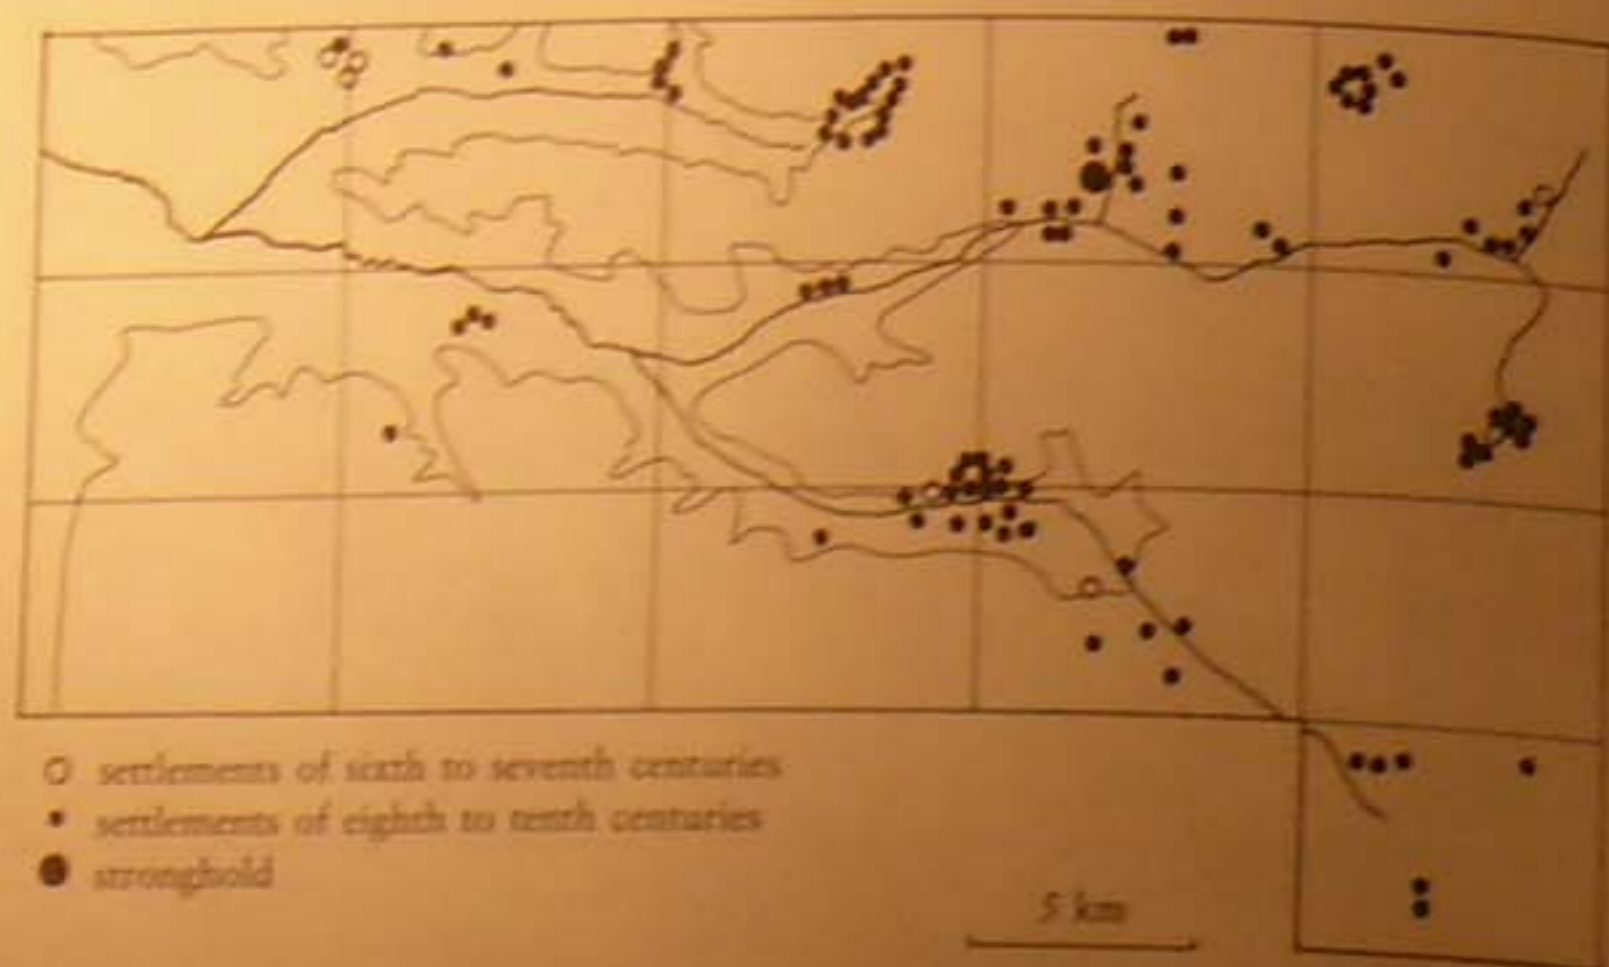 settlements of sixth to seventh centuries
settlements of eighth to tenth centuries
stronghold
5 km